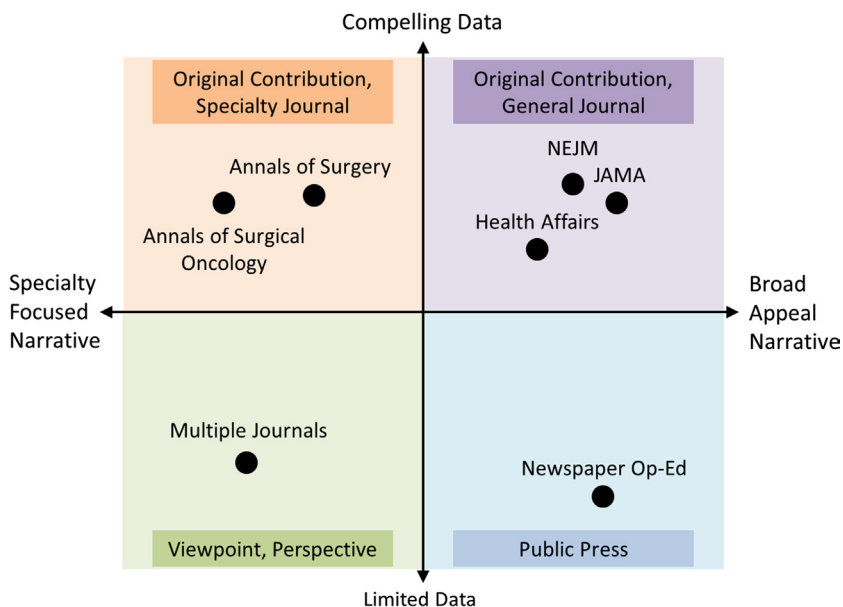 Compelling Data
Original Contribution,
Specialty Journal
Original Contribution,
General Journal
Annals of Surgery
Annals of Surgical
Oncology
NEJM
JAMA
Health Affairs
Specialty
Focused
Narrative
Broad
Appeal
Narrative
Multiple Journals
Newspaper Op-Ed
Viewpoint, Perspective
Public Press
Limited Data